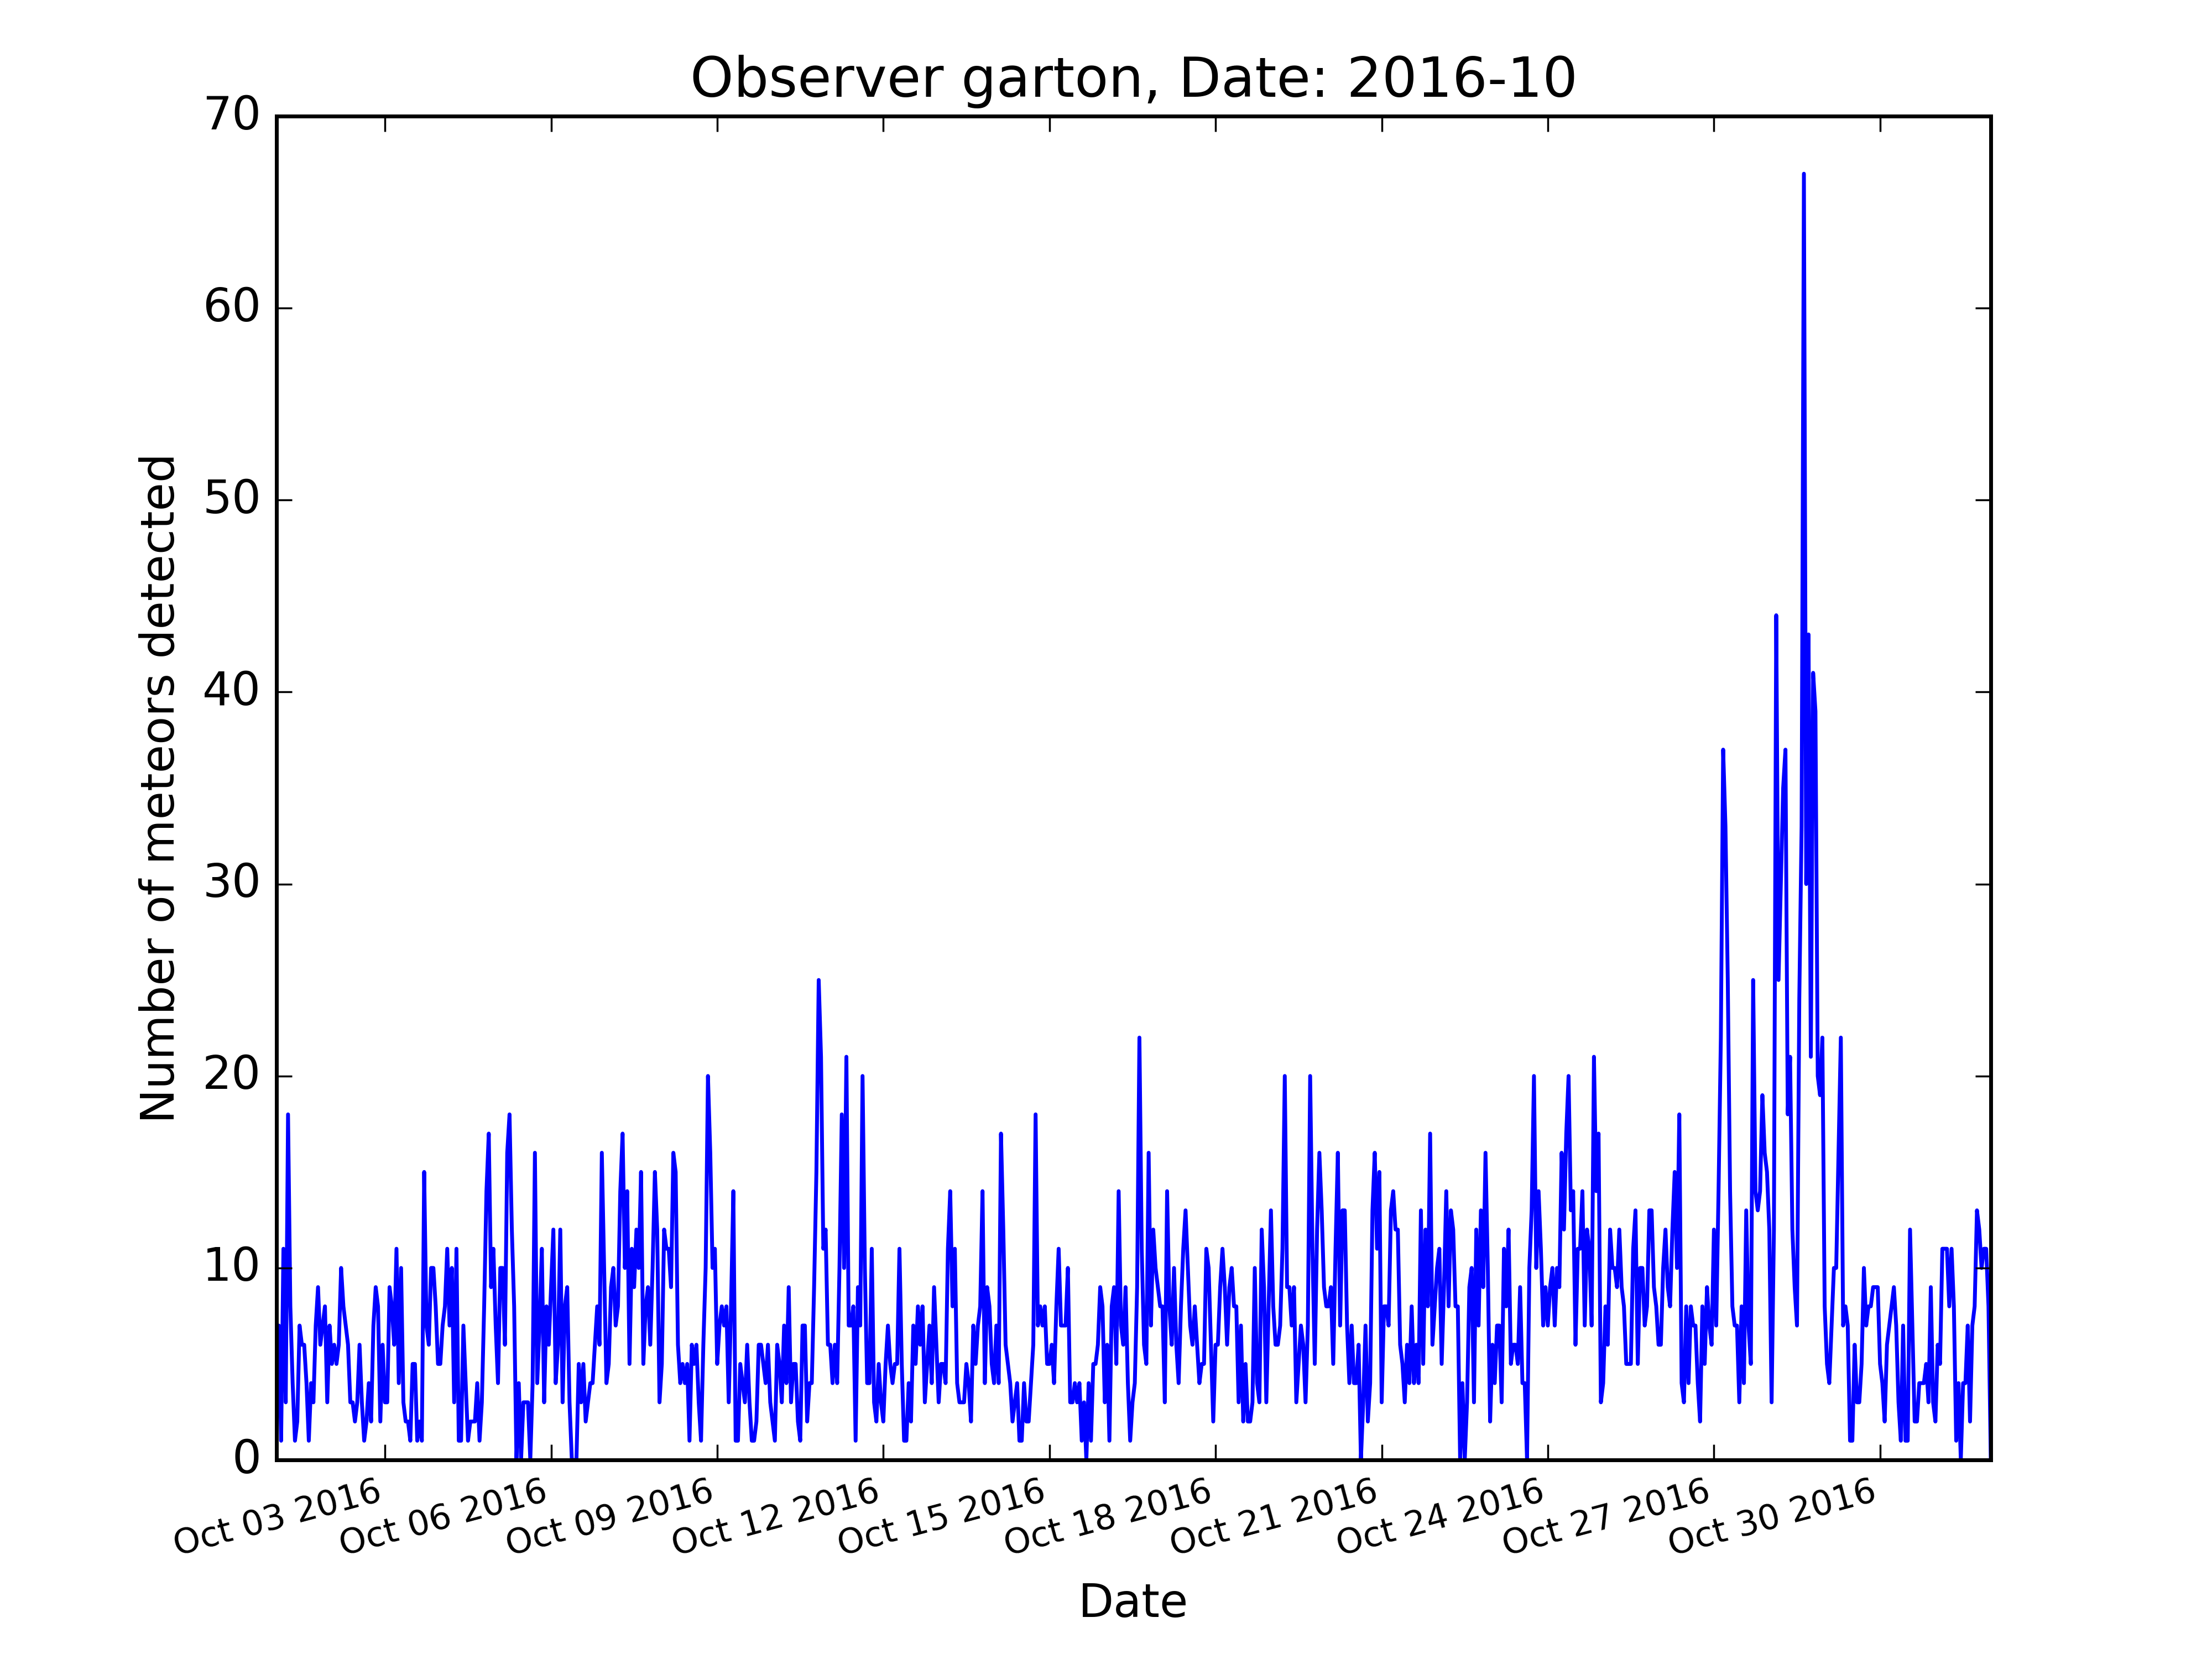 Observer garton, Date: 2016-10
70
60
50
40
30
20
10
0
Number of meteors detected
Oct 03 2016
Oct 06 2016
Oct 09 2016
Oct 12 2016
Oct 15 2016
Oct 18 2016
Oct 21 2016
Oct 24 2016
Oct 27 2016
Oct 30 2016
Date